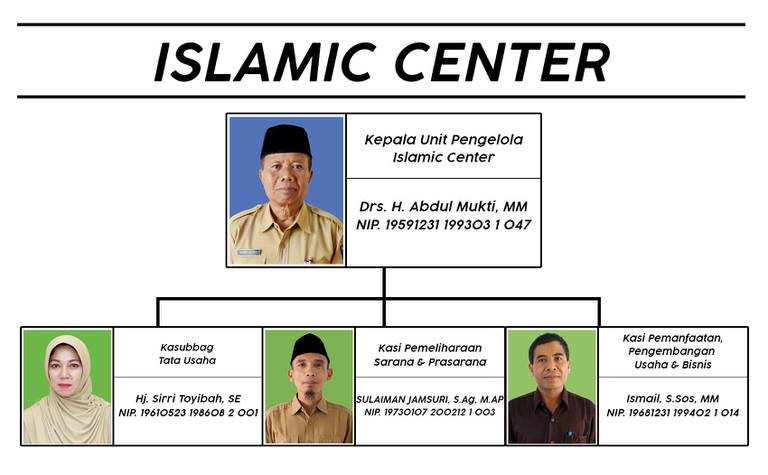 ISLAMIC CENTER
Kepala Unit Pengelola
Islamic Center
Drs. H. Abdul Mukti, MM
NIP. 19591231 199303 1 047
Kasubbag
Tata Usaha
Hj. Sirri Toyibah, SE
NIP. 19610523 198608 2 001
Kasi Pemeliharaan
Sarana & Prasarana
SULAIMAN JAMSURI, S.Ag, M.AP
NIP. 19730107 200212 1 003
Kasi Pemanfaatan,
Pengembangan
Usaha & Bisnis
Ismail, S.Sos, MM
NIP. 19681231 199402 1 014